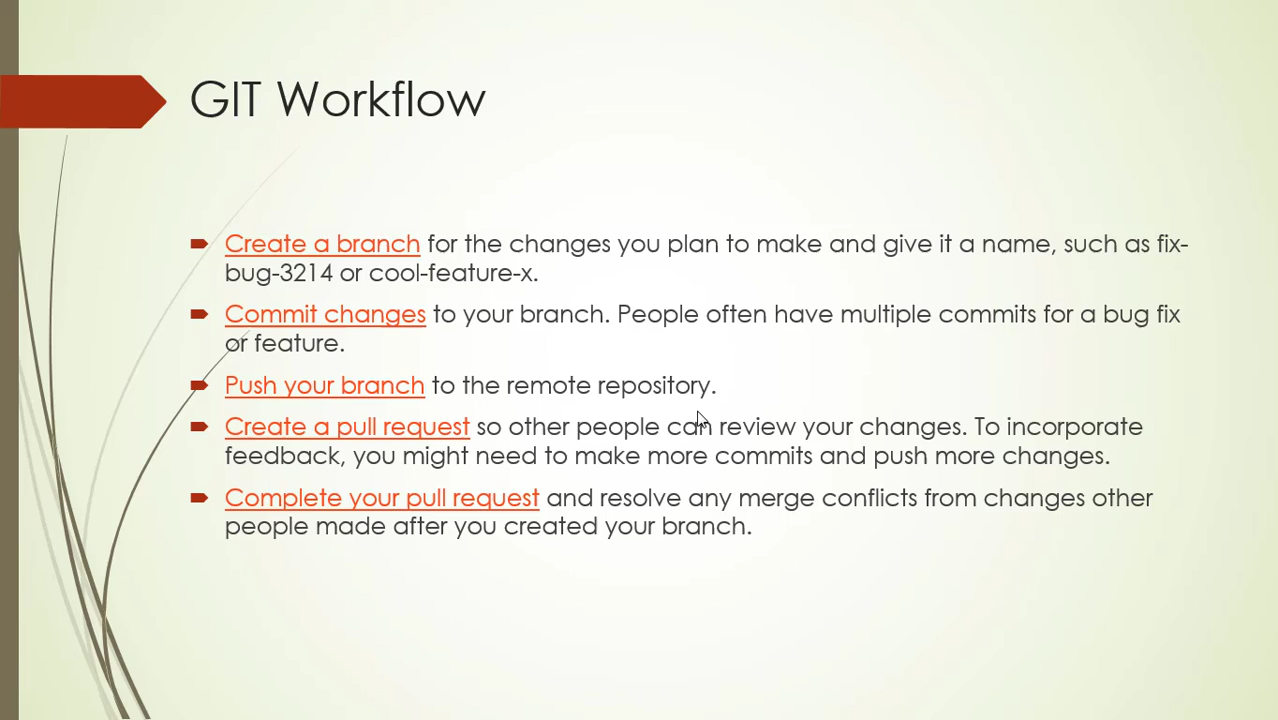 GIT Workflow
Create a branch for the changes you plan to make and give it a name, such as fix-
bug-3214 or cool-feature-x.
Commit changes to your branch. People often have multiple commits for a bug fix
or feature.
Push your branch to the remote repository.
Create a pull request so other people can review your changes. To incorporate
feedback, you might need to make more commits and push more changes.
Complete your pull request and resolve any merge conflicts from changes other
people made after you created your branch.